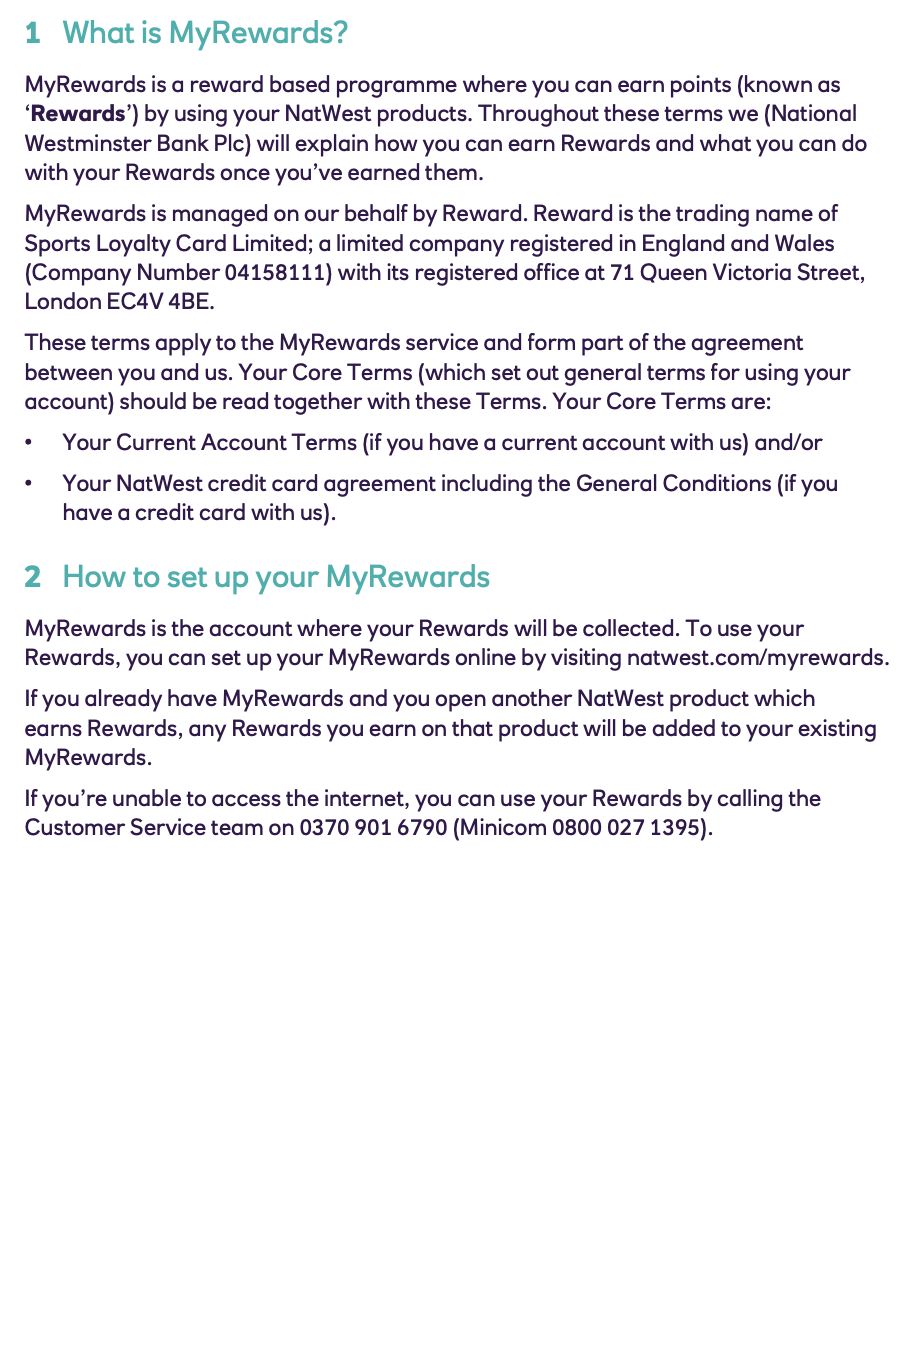 1 What is MyRewards?
MyRewards is a reward based programme where you can earn points (known as
‘Rewards’) by using your NatWest products. Throughout these terms we (National
Westminster Bank Plc) will explain how you can earn Rewards and what you can do
with your Rewards once you’ve earned them.
MyRewards is managed on our behalf by Reward. Reward is the trading name of
Sports Loyalty Card Limited; a limited company registered in England and Wales
(Company Number 04158111) with its registered office at 71 Queen Victoria Street,
London EC4V 4BE.
These terms apply to the MyRewards service and form part of the agreement
between you and us. Your Core Terms (which set out general terms for using your
account) should be read together with these Terms. Your Core Terms are:
• Your Current Account Terms (if you have a current account with us) and/or
• Your NatWest credit card agreement including the General Conditions (if you
have a credit card with us).
2 How to set up your MyRewards
MyRewards is the account where your Rewards will be collected. To use your
Rewards, you can set up your MyRewards online by visiting natwest.com/myrewards.
If you already have MyRewards and you open another NatWest product which
earns Rewards, any Rewards you earn on that product will be added to your existing
MyRewards.
If you’re unable to access the internet, you can use your Rewards by calling the
Customer Service team on 0370 901 6790 (Minicom 0800 027 1395).